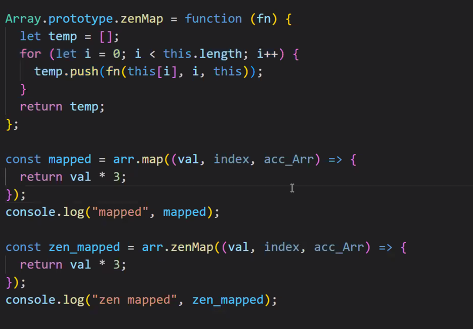 Array.prototype.zenMap = function (fn) {
  let temp = [];
  for (let i = 0; i < this.length; i++) {
    temp.push(fn(this[i], i, this));
  }
  return temp;
};

const mapped = arr.map((val, index, acc_Arr) => {
  return val * 3;
});
console.log("mapped", mapped);

const zen_mapped = arr.zenMap((val, index, acc_Arr) => {
  return val * 3;
});
console.log("zen mapped", zen_mapped);